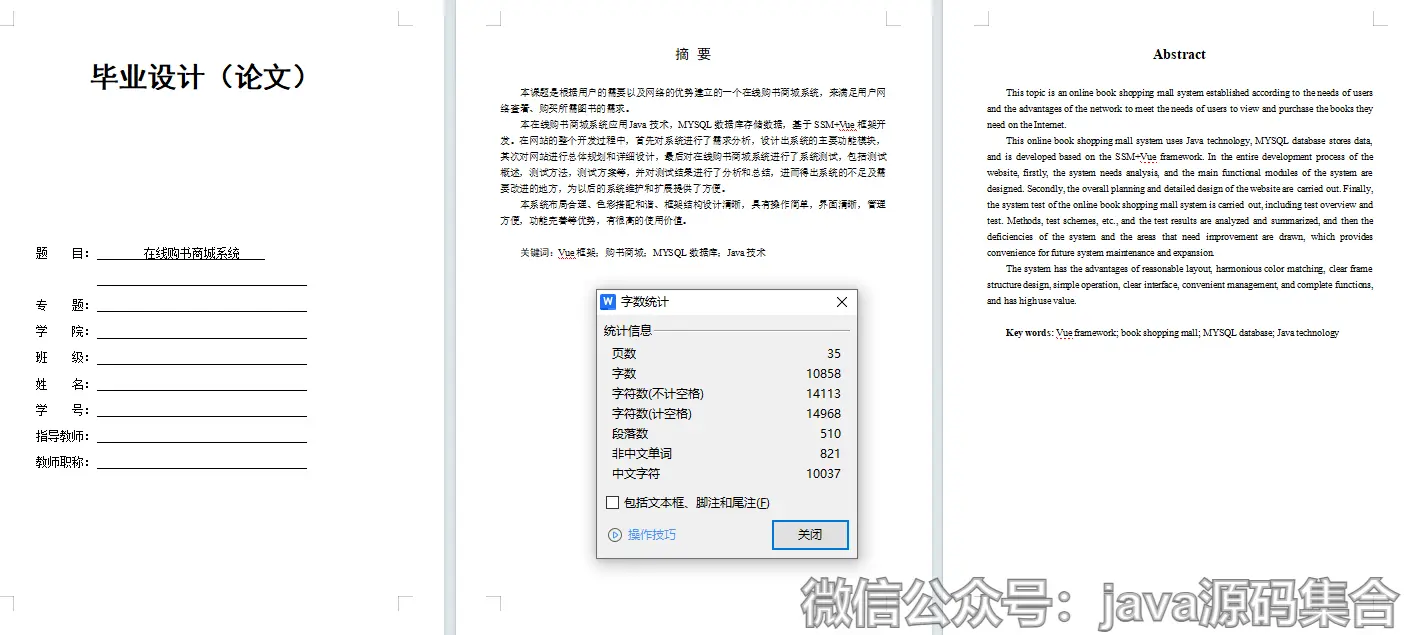 毕业设计（论文）
题 目： 在线购书商城系统
专 题：
学 院：
班 级：
姓 名：
学 号：
指导教师：
教师职称：
摘 要
本课题是根据用户的需要以及网络的优势建立的一个在线购书商城系统，来满足用户网
络查看、购买所需图书的需求。
本在线购书商城系统应用Java技术，MYSQL数据库存储数据，基于SSM+Vue框架开
发。在网站的整个开发过程中，首先对系统进行了需求分析，设计出系统的主要功能模块，
其次对网站进行总体规划和详细设计，最后对在线购书商城系统进行了系统测试，包括测试
概述，测试方法，测试方案等，并对测试结果进行了分析和总结，进而得出系统的不足及需
要改进的地方，为以后的系统维护和扩展提供了方便。
本系统布局合理、色彩搭配和谐、框架结构设计清晰，具有操作简单，界面清晰，管理
方便，功能完善等优势，有很高的使用价值。
关键词：Vue框架；购书商城；MYSQL数据库；Java技术
字数统计
统计信息
页数 35
字数 10858
字符数(不计空格) 14113
字符数(计空格) 14968
段落数 510
非中文单词 821
中文字符 10037
包括文本框、脚注和尾注(F)
操作技巧 关闭
Abstract
This topic is an online book shopping mall system established according to the needs of users
and the advantages of the network to meet the needs of users to view and purchase the books they
need on the Internet.
This online book shopping mall system uses Java technology, MYSQL database stores data,
and is developed based on the SSM+Vue framework. In the entire development process of the
website, firstly, the system needs analysis, and the main functional modules of the system are
designed. Secondly, the overall planning and detailed design of the website are carried out. Finally,
the system test of the online book shopping mall system is carried out, including test overview and
test. Methods, test schemes, etc., and the test results are analyzed and summarized, and then the
deficiencies of the system and the areas that need improvement are drawn, which provides
convenience for future system maintenance and expansion.
The system has the advantages of reasonable layout, harmonious color matching, clear frame
structure design, simple operation, clear interface, convenient management, and complete functions,
and has high use value.
Key words: Vue framework; book shopping mall; MYSQL database; Java technology
微信公众号：java源码集合